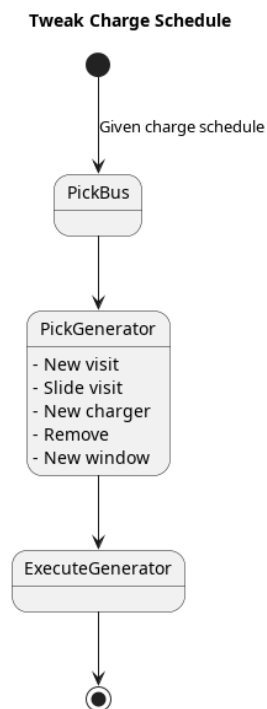 Tweak Charge Schedule
Given charge schedule
PickBus
PickGenerator
- New visit
- Slide visit
- New charger
- Remove
- New window
ExecuteGenerator